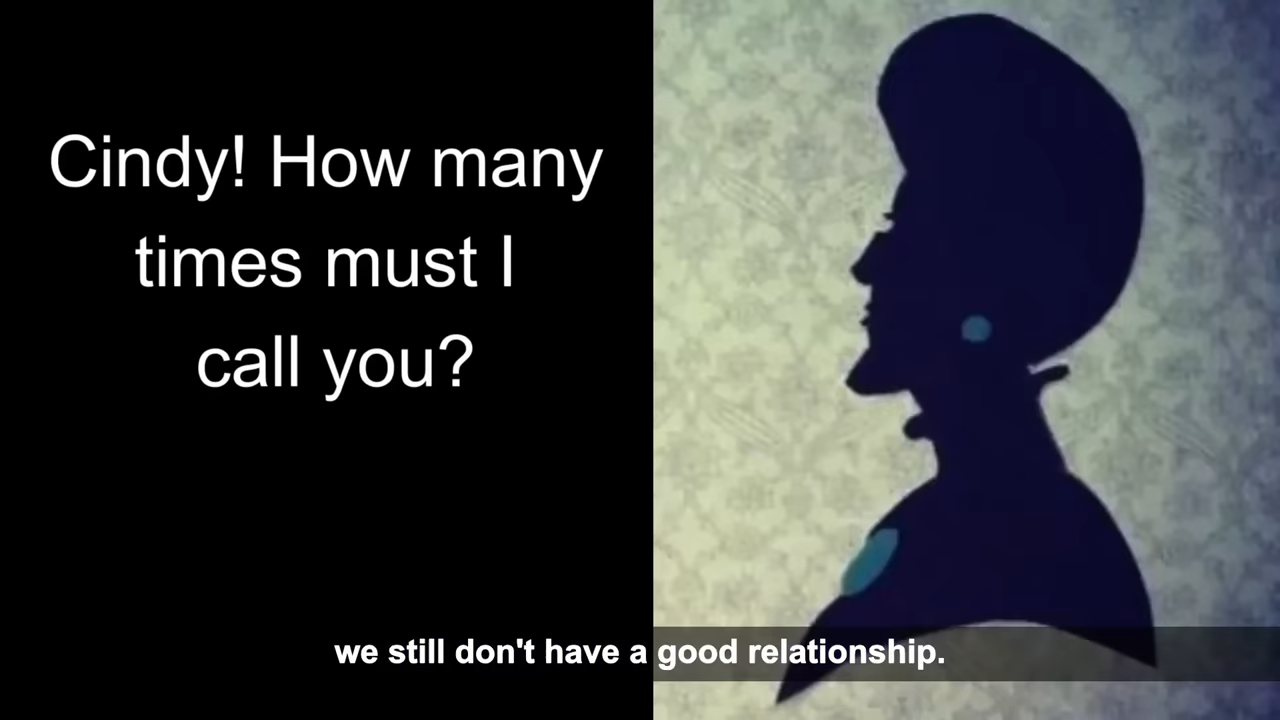 Cindy! How many
times must I
call you?
we still don't have a good relationship.